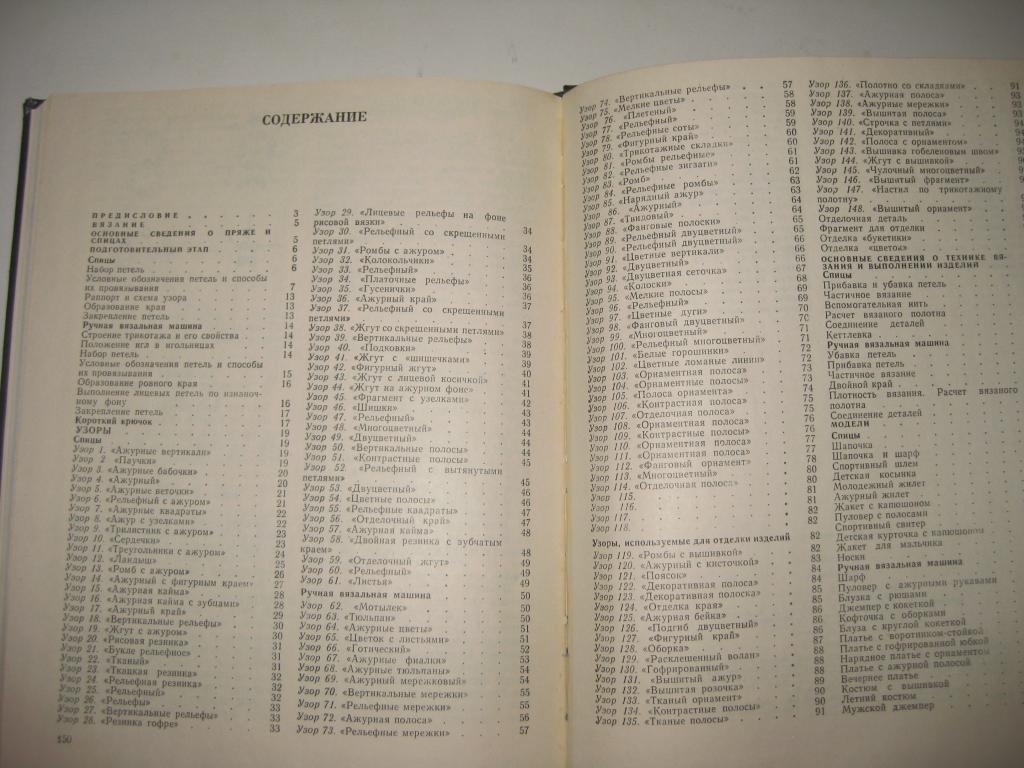 СОДЕРЖАНИЕ
ПРЕДИСЛОВИЕ 3
ВЯЗАНИЕ 5
ОСНОВНЫЕ СВЕДЕНИЯ О ПРЯЖЕ И
СПИЦАХ 5
ПОДГОТОВИТЕЛЬНЫЙ ЭТАП 6
Спицы 6
Набор петель 6
Условные обозначения петель и способы
их провязывания 7
Раппорт и схема узора 13
Образование края 13
Закрепление петель 13
Ручная вязальная машина 14
Строение трикотажа и его свойства 14
Положение игл в игольницах 14
Набор петель 14
Условные обозначения петель и способы
их провязывания 15
Образование ровного края 16
Выполнение лицевых петель по изнаноч-
ному фону 16
Закрепление петель 17
Короткий крючок 17
УЗОРЫ 19
Спицы 19
Узор 1. «Ажурные вертикали» 19
Узор 2. «Паучки» 19
Узор 3. «Ажурные бабочки» 20
Узор 4. «Ажурный» 20
Узор 5. «Ажурные веточки» 21
Узор 6. «Рельефный с ажуром» 21
Узор 7. «Ажурные квадраты» 22
Узор 8. «Ажур с узелками» 22
Узор 9. «Трилистник с ажуром» 23
Узор 10. «Сердечки» 23
Узор 11. «Треугольники с ажуром» 24
Узор 12. «Ландыш» 25
Узор 13. «Ромб с ажуром» 26
Узор 14. «Ажурный с фигурным краем» 27
Узор 15. «Ажурная кайма» 28
Узор 16. «Ажурная кайма с зубцами» 28
Узор 17. «Ажурный край» 29
Узор 18. «Вертикальные рельефы» 29
Узор 19. «Жгут с ажуром» 30
Узор 20. «Рисовая резинка» 30
Узор 21. «Букле рельефное» 31
Узор 22. «Тканый» 31
Узор 23. «Ткацкая резинка» 31
Узор 24. «Рельефная резинка» 32
Узор 25. «Рельефный» 32
Узор 26. «Рельефы» 32
Узор 27. «Вертикальные рельефы» 33
Узор 28. «Резинка гофре» 33
150
Узор 29. «Лицевые рельефы на фоне
рисовой вязки» 34
Узор 30. «Рельефный со скрещенными
петлями» 34
Узор 31. «Ромбы с ажуром» 34
Узор 32. «Колокольчики» 35
Узор 33. «Рельефный» 35
Узор 34. «Платочные рельефы» 36
Узор 35. «Гусенички» 36
Узор 36. «Ажурный край» 36
Узор 37. «Рельефный со скрещенными
петлями» 37
Узор 38. «Жгут со скрещенными петлями» 37
Узор 39. «Вертикальные рельефы» 38
Узор 40. «Подковки» 38
Узор 41. «Жгут с «шишечками» 39
Узор 42. «Фигурный жгут» 39
Узор 43. «Жгут с лицевой косичкой» 40
Узор 44. «Жгут на ажурном фоне» 41
Узор 45. «Фрагмент с узелками» 41
Узор 46. «Шишки» 42
Узор 47. «Рельефный» 43
Узор 48. «Многоцветный» 43
Узор 49. «Двуцветный» 44
Узор 50. «Вертикальные полосы» 44
Узор 51. «Контрастные полосы» 45
Узор 52. «Рельефный с вытянутыми
петлями» 45
Узор 53. «Двуцветный» 45
Узор 54. «Цветные полосы» 46
Узор 55. «Рельефные квадраты» 46
Узор 56. «Отделочный край» 47
Узор 57. «Ажурная кайма» 47
Узор 58. «Двойная резинка с зубчатым
краем» 48
Узор 59. «Отделочный жгут» 48
Узор 60. «Рельефный» 49
Узор 61. «Листья» 49
Ручная вязальная машина 50
Узор 62. «Мотылек» 50
Узор 63. «Тюльпан» 50
Узор 64. «Ажурные цветы» 51
Узор 65. «Цветок с листьями» 51
Узор 66. «Готический» 52
Узор 67. «Ажурные фиалки» 53
Узор 68. «Ажурные тюльпаны» 54
Узор 69. «Ажурный мережковый» 54
Узор 70. «Вертикальные мережки» 55
Узор 71. «Рельефные мережки» 55
Узор 72. «Ажурная полоса» 56
Узор 73. «Рельефные мережки» 57
Узор 74. «Вертикальные рельефы» 57
Узор 75. «Мелкие цветы» 58
Узор 76. «Плетеный» 58
Узор 77. «Рельефный» 59
Узор 78. «Рельефные соты» 59
Узор 79. «Фигурный край» 60
Узор 80. «Трикотажные складки» 60
Узор 81. «Ромбы рельефные» 61
Узор 82. «Рельефные зигзаги» 61
Узор 83. «Ромб» 62
Узор 84. «Рельефные ромбы» 63
Узор 85. «Нарядный ажур» 63
Узор 86. «Ажурный» 64
Узор 87. «Твидовый» 64
Узор 88. «Фанговые полоски» 65
Узор 89. «Рельефный двуцветный» 65
Узор 90. «Рельефный двуцветный» 66
Узор 91. «Цветные вертикали» 66
Узор 92. «Двуцветный» 66
Узор 93. «Двуцветная сеточка» 67
Узор 94. «Колоски» 68
Узор 95. «Мелкие полосы» 69
Узор 96. «Рельефный» 69
Узор 97. «Цветные дуги» 70
Узор 98. «Фанговый двуцветный» 70
Узор 99. «Многоцветный» 71
Узор 100. «Рельефный многоцветный» 71
Узор 101. «Белые горошинки» 72
Узор 102. «Цветные ломаные линии» 72
Узор 103. «Орнаментная полоса» 73
Узор 104. «Орнаментные полосы» 74
Узор 105. «Полоса орнамента» 74
Узор 106. «Контрастная полоса» 75
Узор 107. «Отделочная полоса» 75
Узор 108. «Орнаментная полоса» 76
Узор 109. «Контрастные полосы» 76
Узор 110. «Орнаментная полоса» 77
Узор 111. «Орнаментная полоса» 77
Узор 112. «Фанговый орнамент» 78
Узор 113. «Многоцветный» 80
Узор 114. «Отделочная полоса» 80
Узор 115. 81
Узор 116. 81
Узор 117. 82
Узор 118. 82
Узоры, используемые для отделки изделий 82
Узор 119. «Ромбы с вышивкой» 82
Узор 120. «Ажурный с кисточкой» 83
Узор 121. «Поясок» 84
Узор 122. «Декоративная полоса» 84
Узор 123. «Декоративная полоска» 85
Узор 124. «Отделка края» 85
Узор 125. «Ажурная бейка» 86
Узор 126. «Подгиб двуцветный» 86
Узор 127. «Фигурный край» 87
Узор 128. «Оборка» 87
Узор 129. «Расклещенный волан» 88
Узор 130. «Гофрированный» 88
Узор 131. «Вышитый ажур» 88
Узор 132. «Вышитая розочка» 89
Узор 133. «Тканый орнамент» 90
Узор 134. «Контрастные полосы» 90
Узор 135. «Тканые полосы» 91
Узор 136. «Полотно со складками» 91
Узор 137. «Ажурная полоса» 93
Узор 138. «Ажурные мережки» 93
Узор 139. «Вышитая полоса»
Узор 140. «Строчка с петлями»
Узор 141. «Декоративный»
Узор 142. «Полоса с орнаментом»
Узор 143. «Вышивка гобеленовым швом»
Узор 144. «Жгут с вышивкой»
Узор 145. «Чулочный многоцветный»
Узор 146. «Вышитый фрагмент»
Узор 147. «Настил по трикотажному
полотну»
Узор 148. «Вышитый орнамент»
Отделочная деталь
Фрагмент для отделки
Отделка «букетики»
Отделка «цветок»
ОСНОВНЫЕ СВЕДЕНИЯ О ТЕХНИКЕ ВЯ-
ЗАНИЯ И ВЫПОЛНЕНИИ ИЗДЕЛИЙ
Спицы
Прибавка и убавка петель
Частичное вязание
Вспомогательная нить
Расчет вязаного полотна
Соединение деталей
Кеттлевка
Ручная вязальная машина
Убавка петель
Прибавка петель
Частичное вязание
Двойной край
Плотность вязания. Расчет вязаного
полотна
Соединение деталей
МОДЕЛИ
Спицы
Шапочка
Шапочка и шарф
Спортивный шлем
Детская косынка
Молодежный жилет
Ажурный жилет
Жакет с капюшоном
Пуловер с полосами
Спортивный свитер
Детская курточка с капюшоном
Жакет для мальчика
Носки
Ручная вязальная машина
Шарф
Пуловер с ажурными рукавами
Блузка с рюшами
Джемпер с кокеткой
Кофточка с оборками
Блуза с круглой кокеткой
Платье с воротником-стойкой
Платье с гофрированной юбкой
Нарядное платье с орнаментом
Платье с ажурной полосой
Вечернее платье
Костюм с вышивкой
Летний костюм
Мужской джемпер